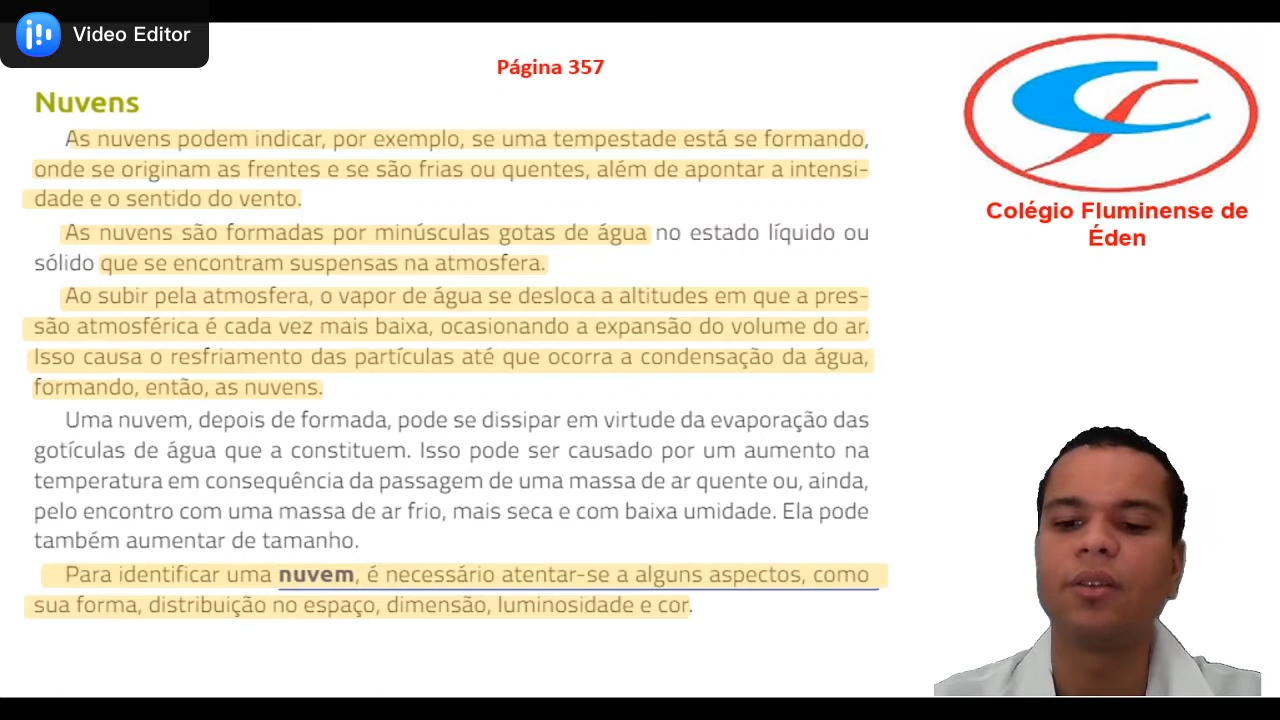 Video Editor
Página 357
Nuvens
As nuvens podem indicar, por exemplo, se uma tempestade está se formando,
onde se originam as frentes e se são frias ou quentes, além de apontar a intensi-
dade e o sentido do vento.
As nuvens são formadas por minúsculas gotas de água no estado líquido ou
sólido que se encontram suspensas na atmosfera.
Ao subir pela atmosfera, o vapor de água se desloca a altitudes em que a pres-
são atmosférica é cada vez mais baixa, ocasionando a expansão do volume do ar.
Isso causa o resfriamento das partículas até que ocorra a condensação da água,
formando, então, as nuvens.
Uma nuvem, depois de formada, pode se dissipar em virtude da evaporação das
gotículas de água que a constituem. Isso pode ser causado por um aumento na
temperatura em consequência da passagem de uma massa de ar quente ou, ainda,
pelo encontro com uma massa de ar frio, mais seca e com baixa umidade. Ela pode
também aumentar de tamanho.
Para identificar uma nuvem, é necessário atentar-se a alguns aspectos, como
sua forma, distribuição no espaço, dimensão, luminosidade e cor.
Colégio Fluminense de
Éden